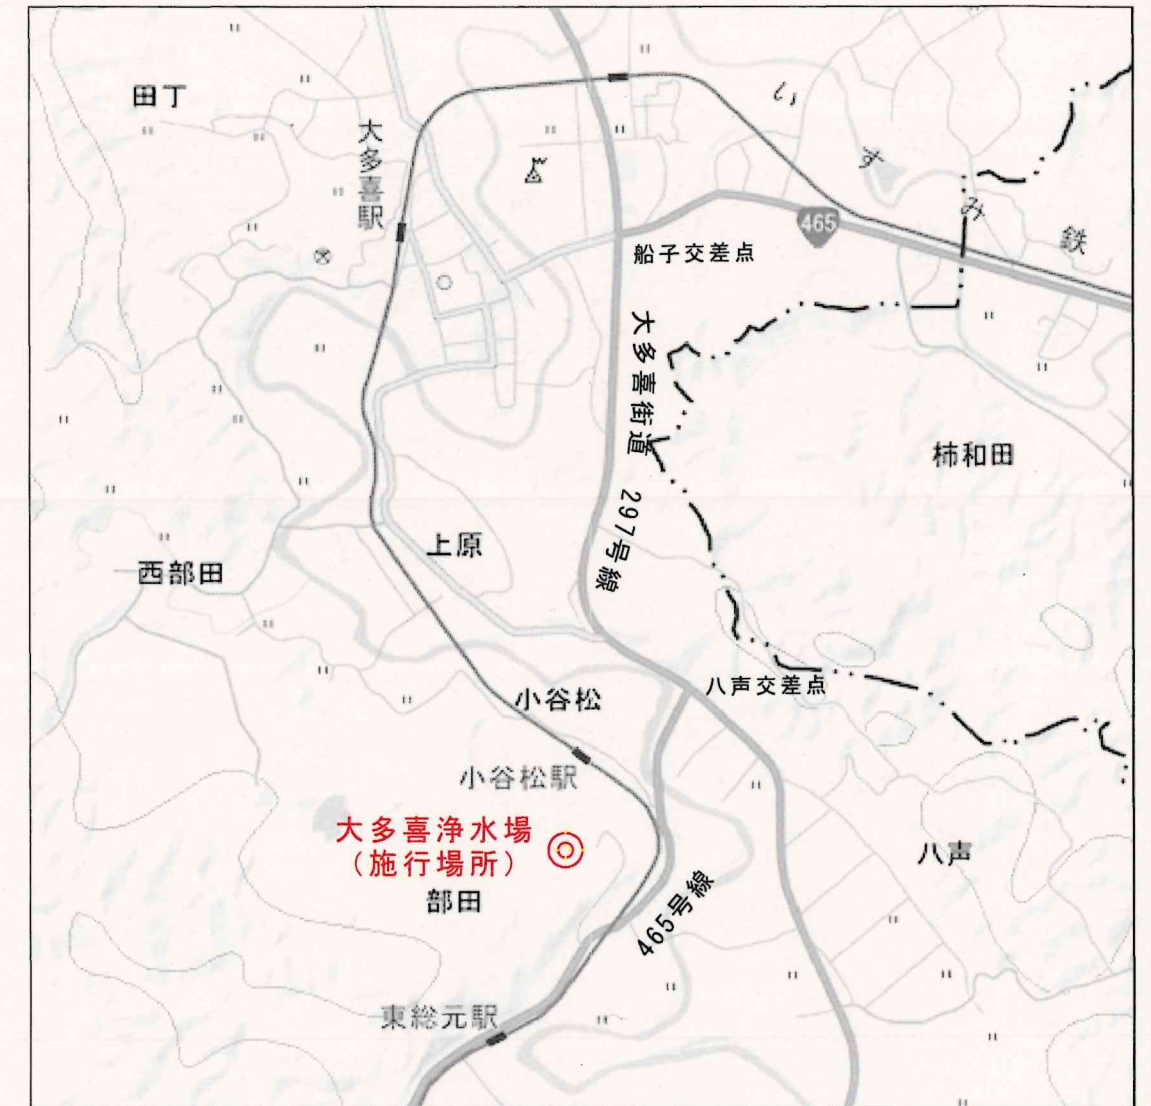 田丁
大多喜駅
いすみ鉄
465
船子交差点
大多喜街道 297号線
柿和田
上原
西部田
八声交差点
小谷松
小谷松駅
大多喜浄水場
（施行場所）
部田
八声
465号線
東総元駅